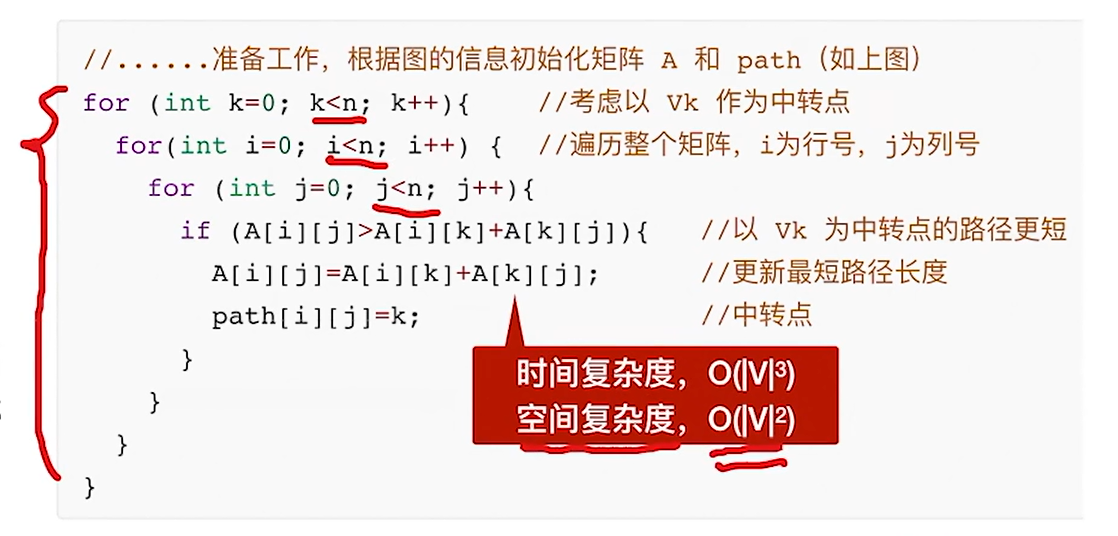 //......准备工作，根据图的信息初始化矩阵 A 和 path（如上图）
for (int k=0; k<n; k++){ //考虑以 Vk 作为中转点
for(int i=0; i<n; i++) { //遍历整个矩阵，i为行号，j为列号
for (int j=0; j<n; j++){
if (A[i][j]>A[i][k]+A[k][j]){ //以 Vk 为中转点的路径更短
A[i][j]=A[i][k]+A[k][j]; //更新最短路径长度
path[i][j]=k; //中转点
}
}
}
}
时间复杂度，O(|V|³)
空间复杂度，O(|V|²)